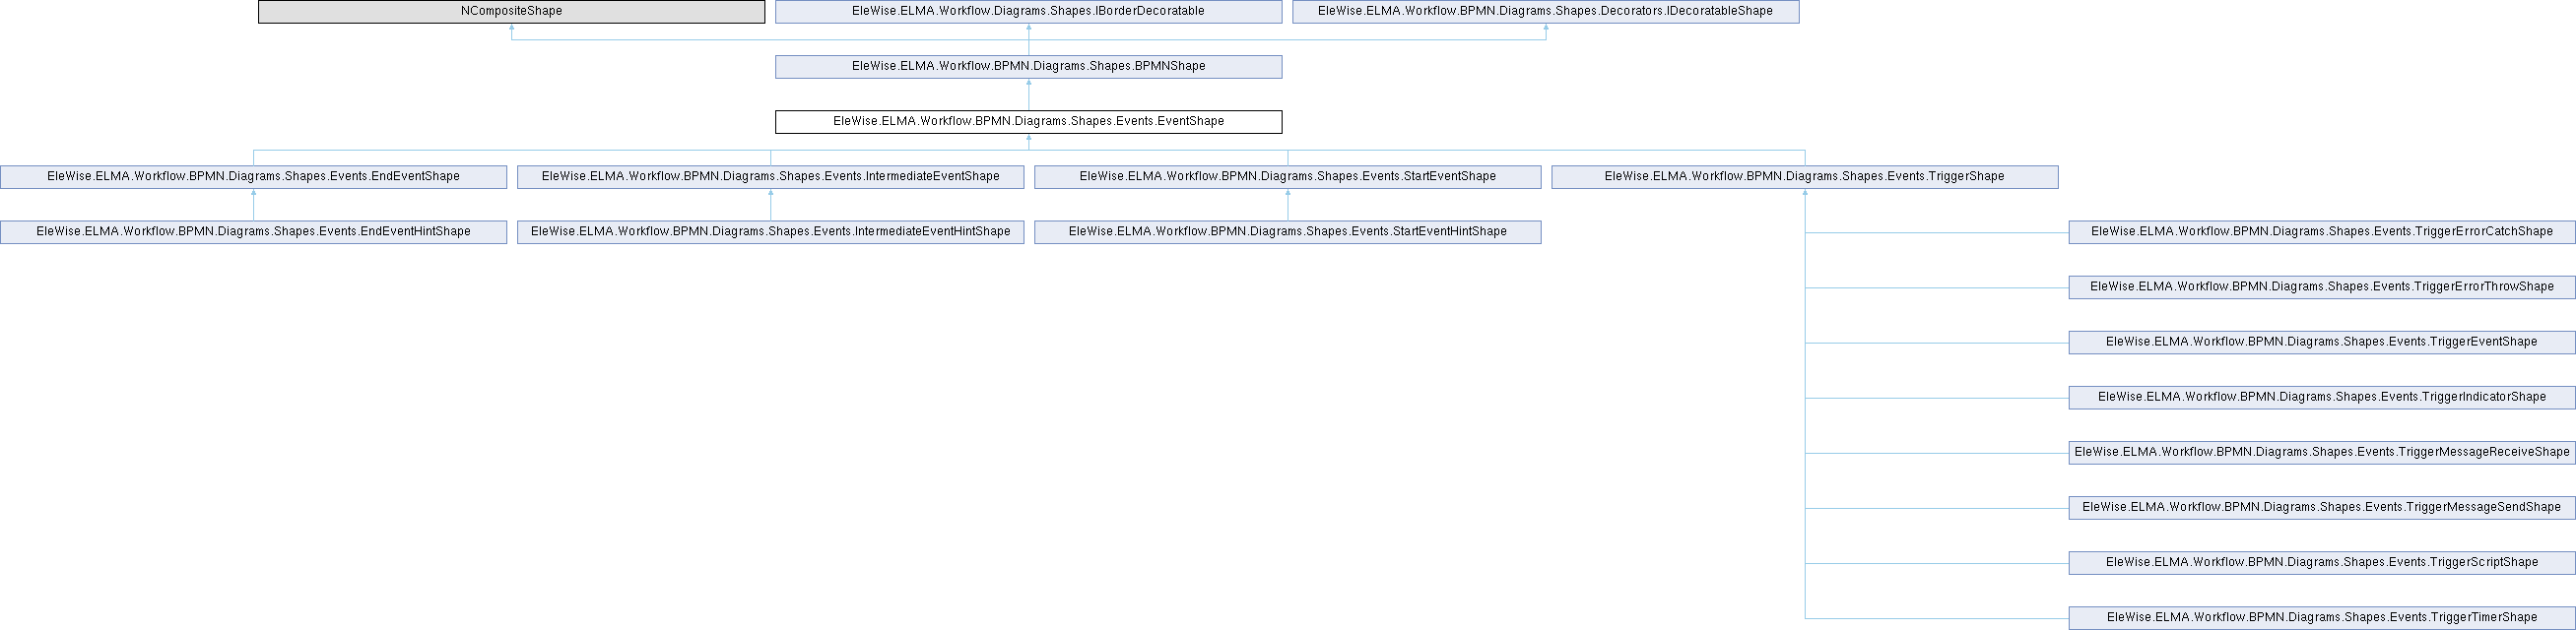 NCompositeShape
EleWise.ELMA.Workflow.Diagrams.Shapes.IBorderDecoratable
EleWise.ELMA.Workflow.BPMN.Diagrams.Shapes.Decorators.IDecoratableShape
EleWise.ELMA.Workflow.BPMN.Diagrams.Shapes.BPMNShape
EleWise.ELMA.Workflow.BPMN.Diagrams.Shapes.Events.EventShape
EleWise.ELMA.Workflow.BPMN.Diagrams.Shapes.Events.EndEventShape
EleWise.ELMA.Workflow.BPMN.Diagrams.Shapes.Events.IntermediateEventShape
EleWise.ELMA.Workflow.BPMN.Diagrams.Shapes.Events.StartEventShape
EleWise.ELMA.Workflow.BPMN.Diagrams.Shapes.Events.TriggerShape
EleWise.ELMA.Workflow.BPMN.Diagrams.Shapes.Events.EndEventHintShape
EleWise.ELMA.Workflow.BPMN.Diagrams.Shapes.Events.IntermediateEventHintShape
EleWise.ELMA.Workflow.BPMN.Diagrams.Shapes.Events.StartEventHintShape
EleWise.ELMA.Workflow.BPMN.Diagrams.Shapes.Events.TriggerErrorCatchShape
EleWise.ELMA.Workflow.BPMN.Diagrams.Shapes.Events.TriggerErrorThrowShape
EleWise.ELMA.Workflow.BPMN.Diagrams.Shapes.Events.TriggerEventShape
EleWise.ELMA.Workflow.BPMN.Diagrams.Shapes.Events.TriggerIndicatorShape
EleWise.ELMA.Workflow.BPMN.Diagrams.Shapes.Events.TriggerMessageReceiveShape
EleWise.ELMA.Workflow.BPMN.Diagrams.Shapes.Events.TriggerMessageSendShape
EleWise.ELMA.Workflow.BPMN.Diagrams.Shapes.Events.TriggerScriptShape
EleWise.ELMA.Workflow.BPMN.Diagrams.Shapes.Events.TriggerTimerShape